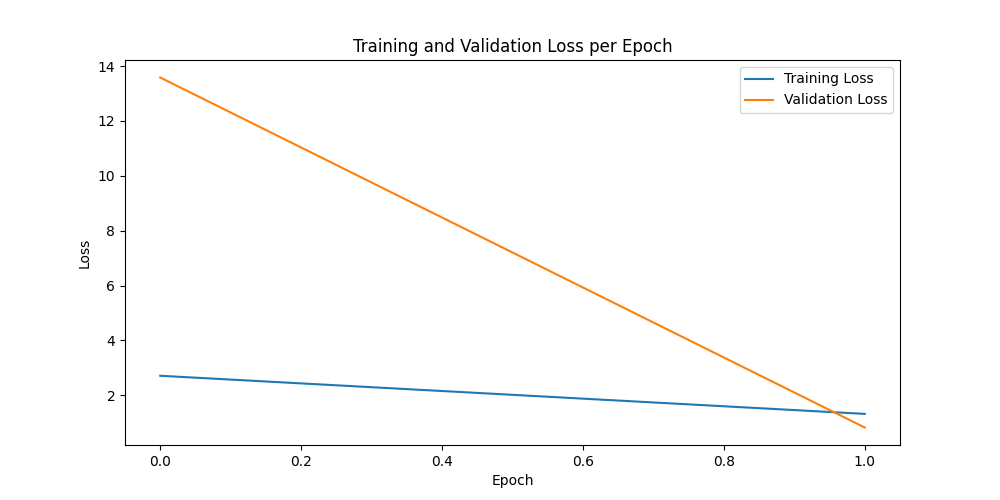 Training and Validation Loss per Epoch
Training Loss
Validation Loss
Loss
14
12
10
8
6
4
2
0.0 0.2 0.4 0.6 0.8 1.0
Epoch